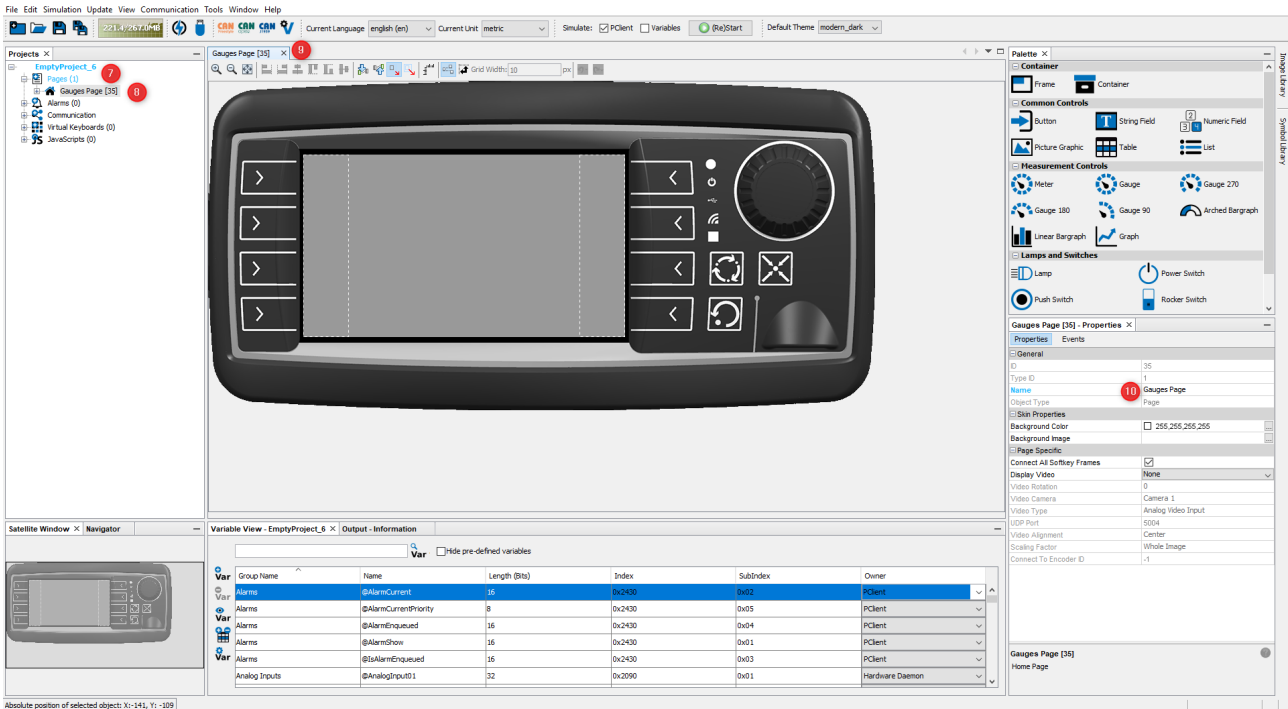 File Edit Simulation Update View Communication Tools Window Help
221.4/267.0MB CAN CAN CAN Current Language english (en) Current Unit metric Simulate: PClient Variables (Re)Start Default Theme modern_dark
Projects
EmptyProject_6
7
Pages (1)
Gauges Page [35] 8
Alarms (0)
Communication
Virtual Keyboards (0)
JS JavaScripts (0)
Gauges Page [35] 9
Grid Width: 10 px
Palette
Container
Frame Container
Common Controls
Button T String Field 2 3 4 Numeric Field
Picture Graphic Table List
Measurement Controls
Meter Gauge Gauge 270
Gauge 180 Gauge 90 Arched Bargraph
Linear Bargraph Graph
Lamps and Switches
Lamp Power Switch
Push Switch Rocker Switch
Image Library
Symbol Library
Gauges Page [35] - Properties
Properties Events
General
ID 35
Type ID 1
Name 10 Gauges Page
Object Type Page
Skin Properties
Background Color 255,255,255,255 ...
Background Image ...
Page Specific
Connect All Softkey Frames
Display Video None
Video Rotation 0
Video Camera Camera 1
Video Type Analog Video Input
UDP Port 5004
Video Alignment Center
Scaling Factor Whole Image
Connect To Encoder ID -1
Gauges Page [35]
Home Page
Satellite Window Navigator
Variable View - EmptyProject_6 Output - Information
Var Hide pre-defined variables
Var Group Name Name Length (Bits) Index SubIndex Owner
Var Alarms @AlarmCurrent 16 0x2430 0x02 PClient
Var Alarms @AlarmCurrentPriority 8 0x2430 0x05 PClient
Alarms @AlarmEnqueued 16 0x2430 0x04 PClient
Alarms @AlarmShow 16 0x2430 0x01 PClient
Var Alarms @IsAlarmEnqueued 16 0x2430 0x03 PClient
Analog Inputs @AnalogInput01 32 0x2090 0x01 Hardware Daemon
Absolute position of selected object: X:-141, Y: -109